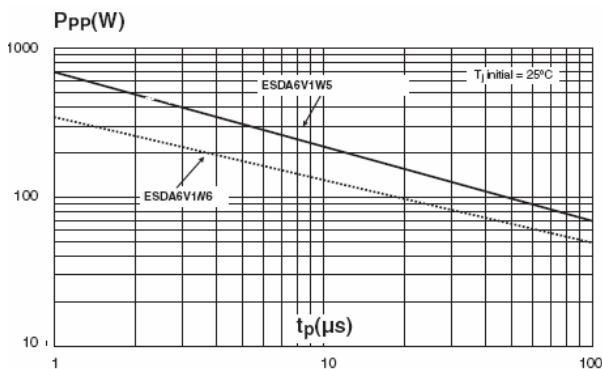 PPP(W)
1000
ESDA6V1W5
Tj initial = 25°C
100
ESDA6V1W6
10
tp(µs)
1
10
100